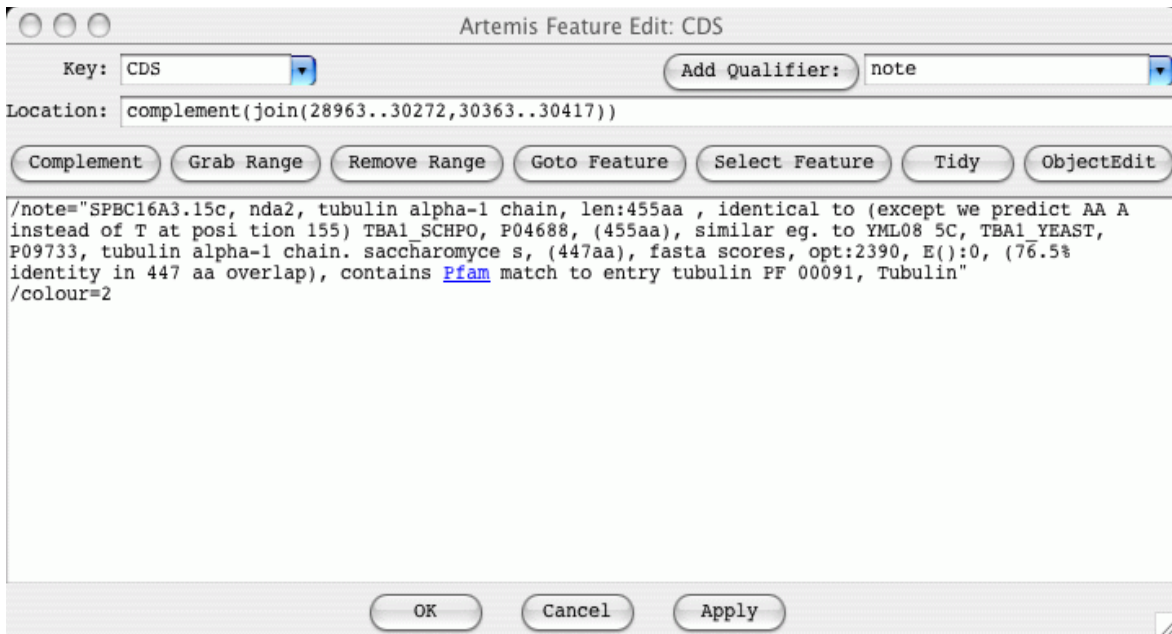 Artemis Feature Edit: CDS
Key: CDS Add Qualifier: note
Location: complement(join(28963..30272,30363..30417))
Complement Grab Range Remove Range Goto Feature Select Feature Tidy ObjectEdit
/note="SPBC16A3.15c, nda2, tubulin alpha-1 chain, len:455aa , identical to (except we predict AA A
instead of T at posi tion 155) TBA1_SCHPO, P04688, (455aa), similar eg. to YML08 5C, TBA1_YEAST,
P09733, tubulin alpha-1 chain. saccharomyce s, (447aa), fasta scores, opt:2390, E():0, (76.5%
identity in 447 aa overlap), contains Pfam match to entry tubulin PF 00091, Tubulin"
/colour=2
OK Cancel Apply